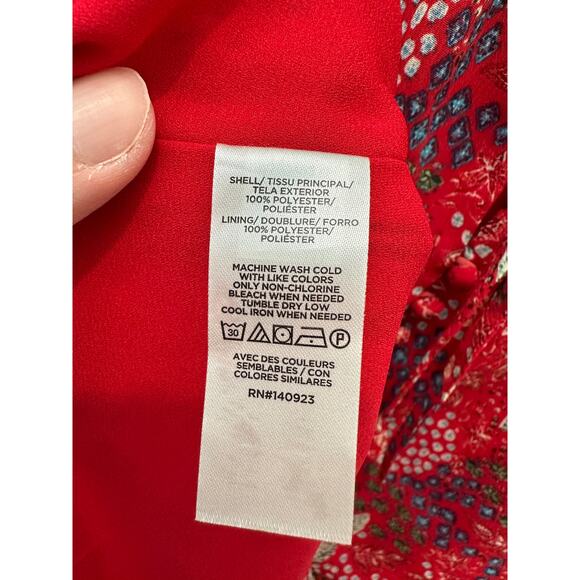 SHELL/ TISSU PRINCIPAL/
TELA EXTERIOR
100% POLYESTER/
POLIÉSTER
LINING/ DOUBLURE/ FORRO
100% POLYESTER/
POLIÉSTER
MACHINE WASH COLD
WITH LIKE COLORS
ONLY NON-CHLORINE
BLEACH WHEN NEEDED
TUMBLE DRY LOW
COOL IRON WHEN NEEDED
30 P
AVEC DES COULEURS
SEMBLABLES / CON
COLORES SIMILARES
RN#140923